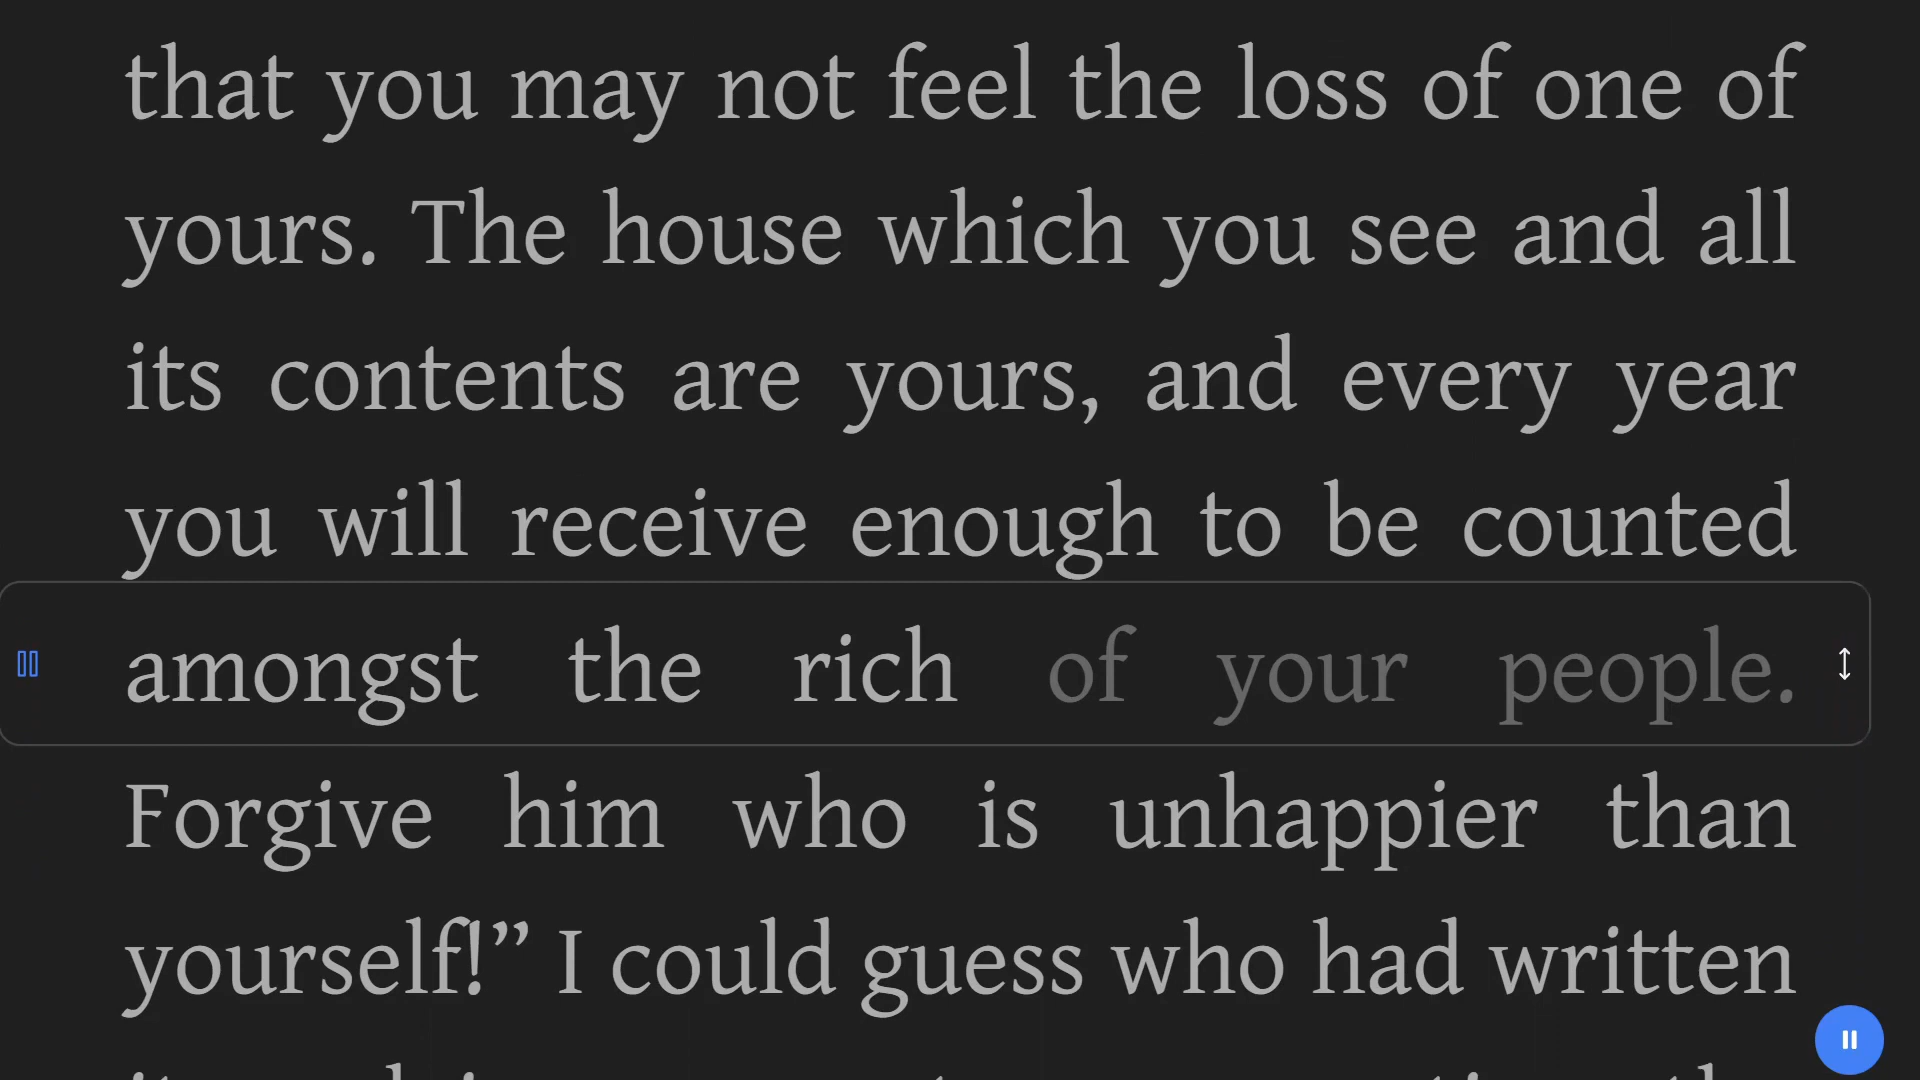 that you may not feel the loss of one of
yours. The house which you see and all
its contents are yours, and every year
you will receive enough to be counted
amongst the rich of your people.
Forgive him who is unhappier than
yourself!” I could guess who had written